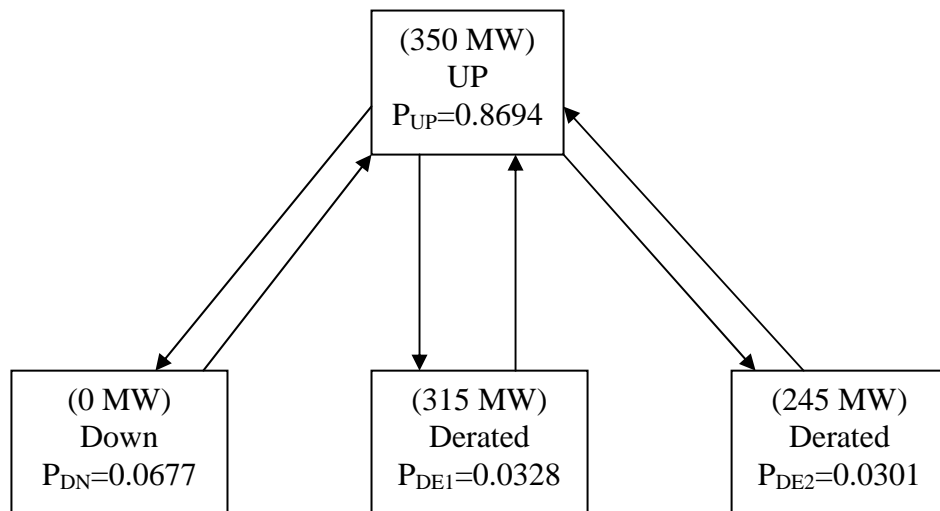 (350 MW)
UP
P_UP=0.8694
(0 MW)
Down
P_DN=0.0677
(315 MW)
Derated
P_DE1=0.0328
(245 MW)
Derated
P_DE2=0.0301